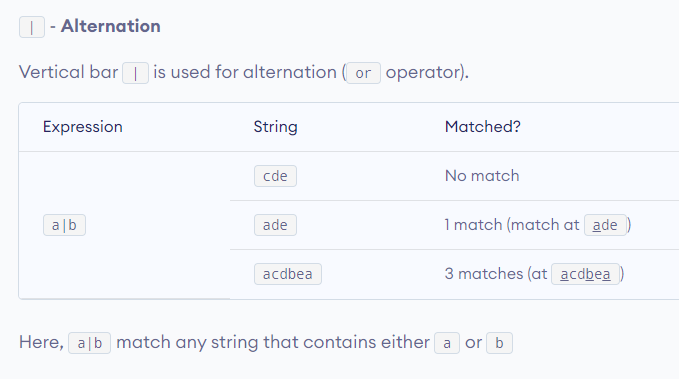 | - Alternation
Vertical bar | is used for alternation (or operator).
Expression String Matched?
cde No match
a|b ade 1 match (match at ade)
acdbea 3 matches (at acdbea)
Here, a|b match any string that contains either a or b